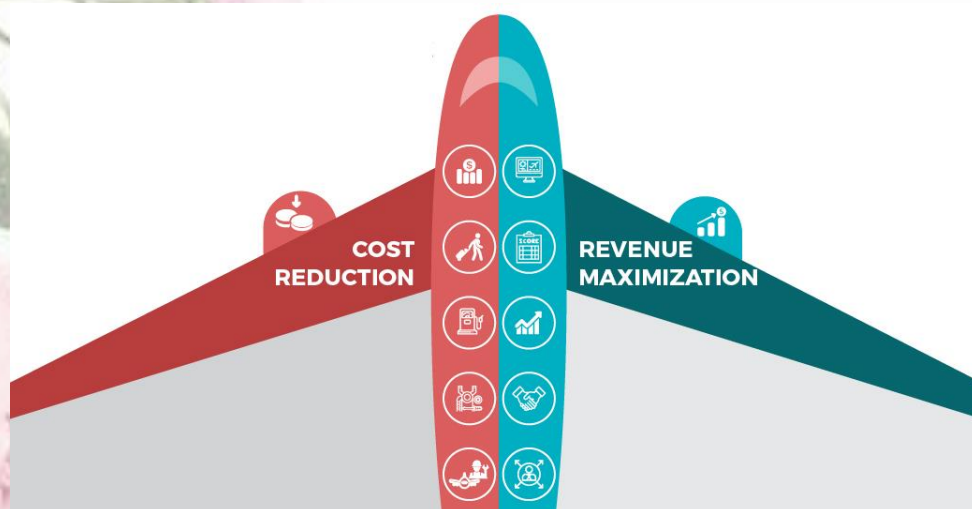 COST
REDUCTION
REVENUE
MAXIMIZATION
$
SCORE
$